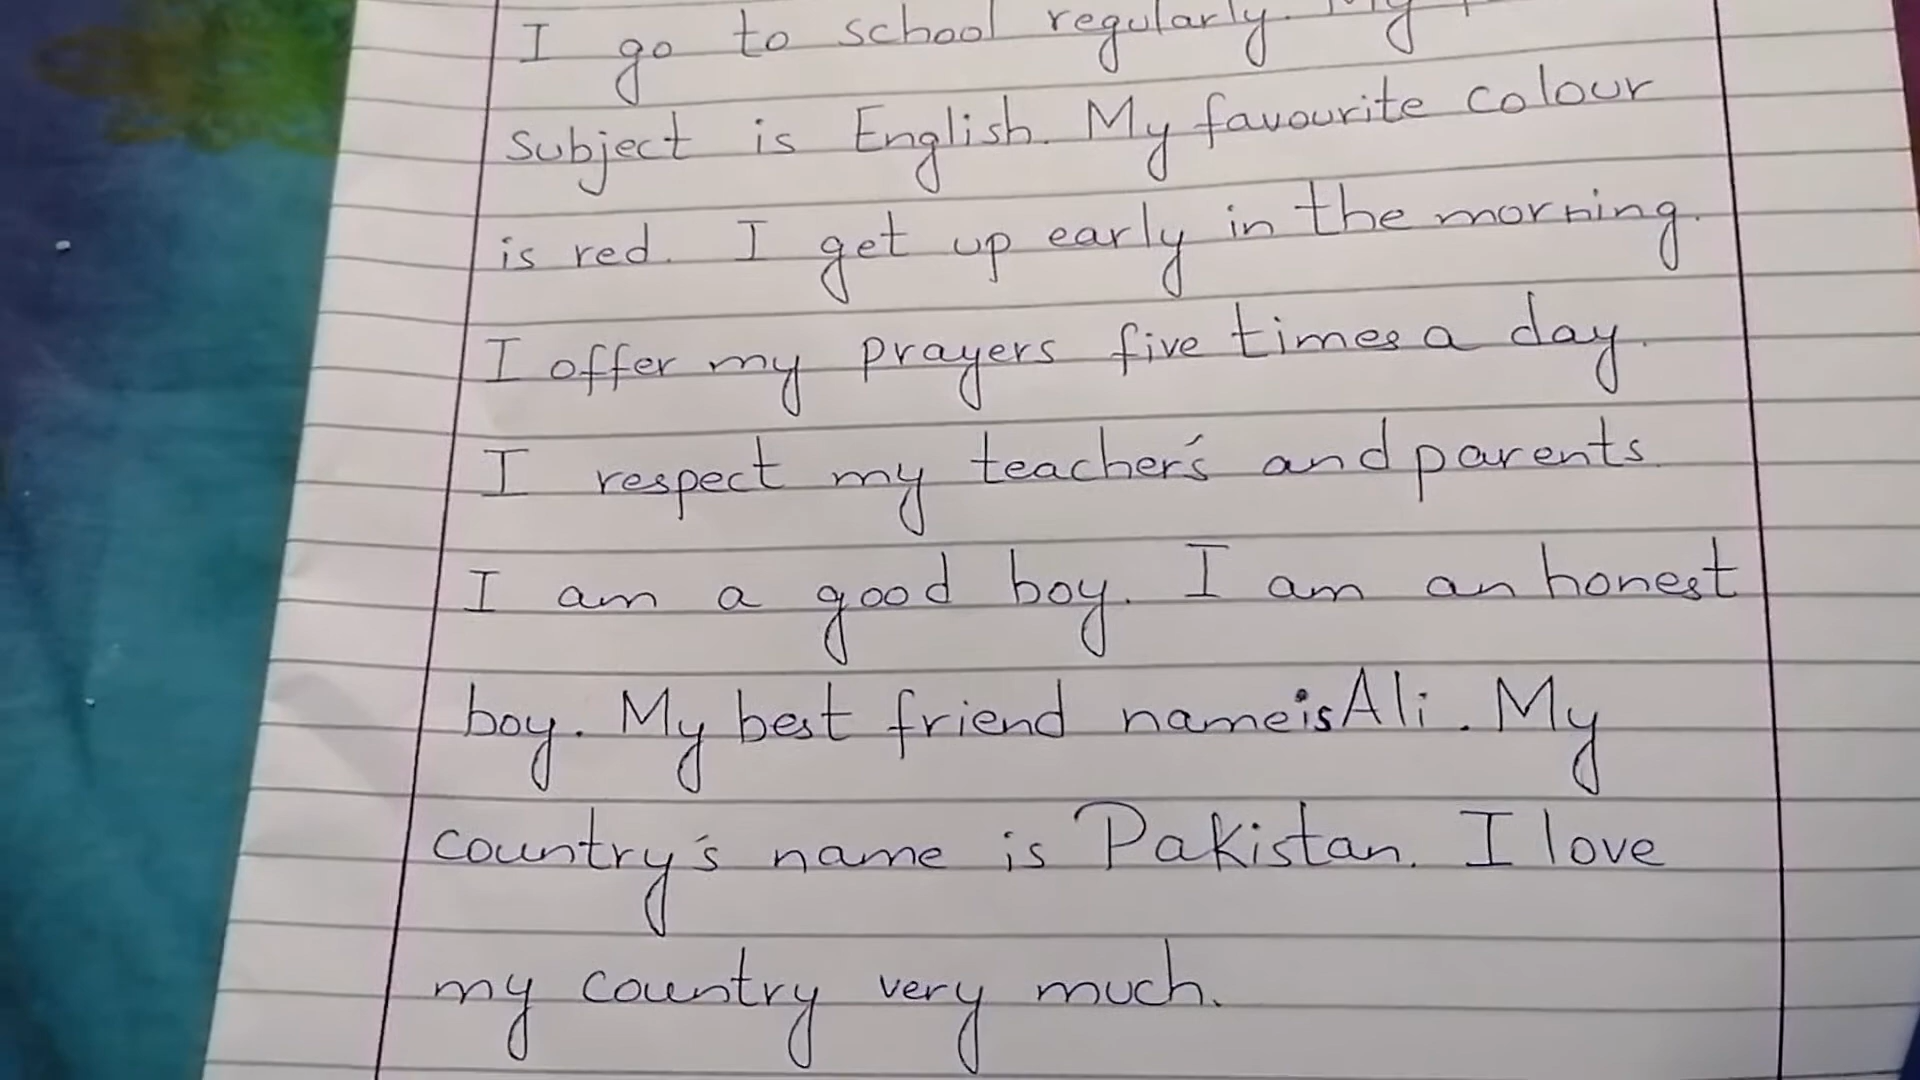 I go to school regularly. My
subject is English. My favourite colour
is red. I get up early in the morning.
I offer my prayers five times a day.
I respect my teacher's and parents.
I am a good boy. I am an honest
boy. My best friend name is Ali. My
country's name is Pakistan. I love
my country very much.